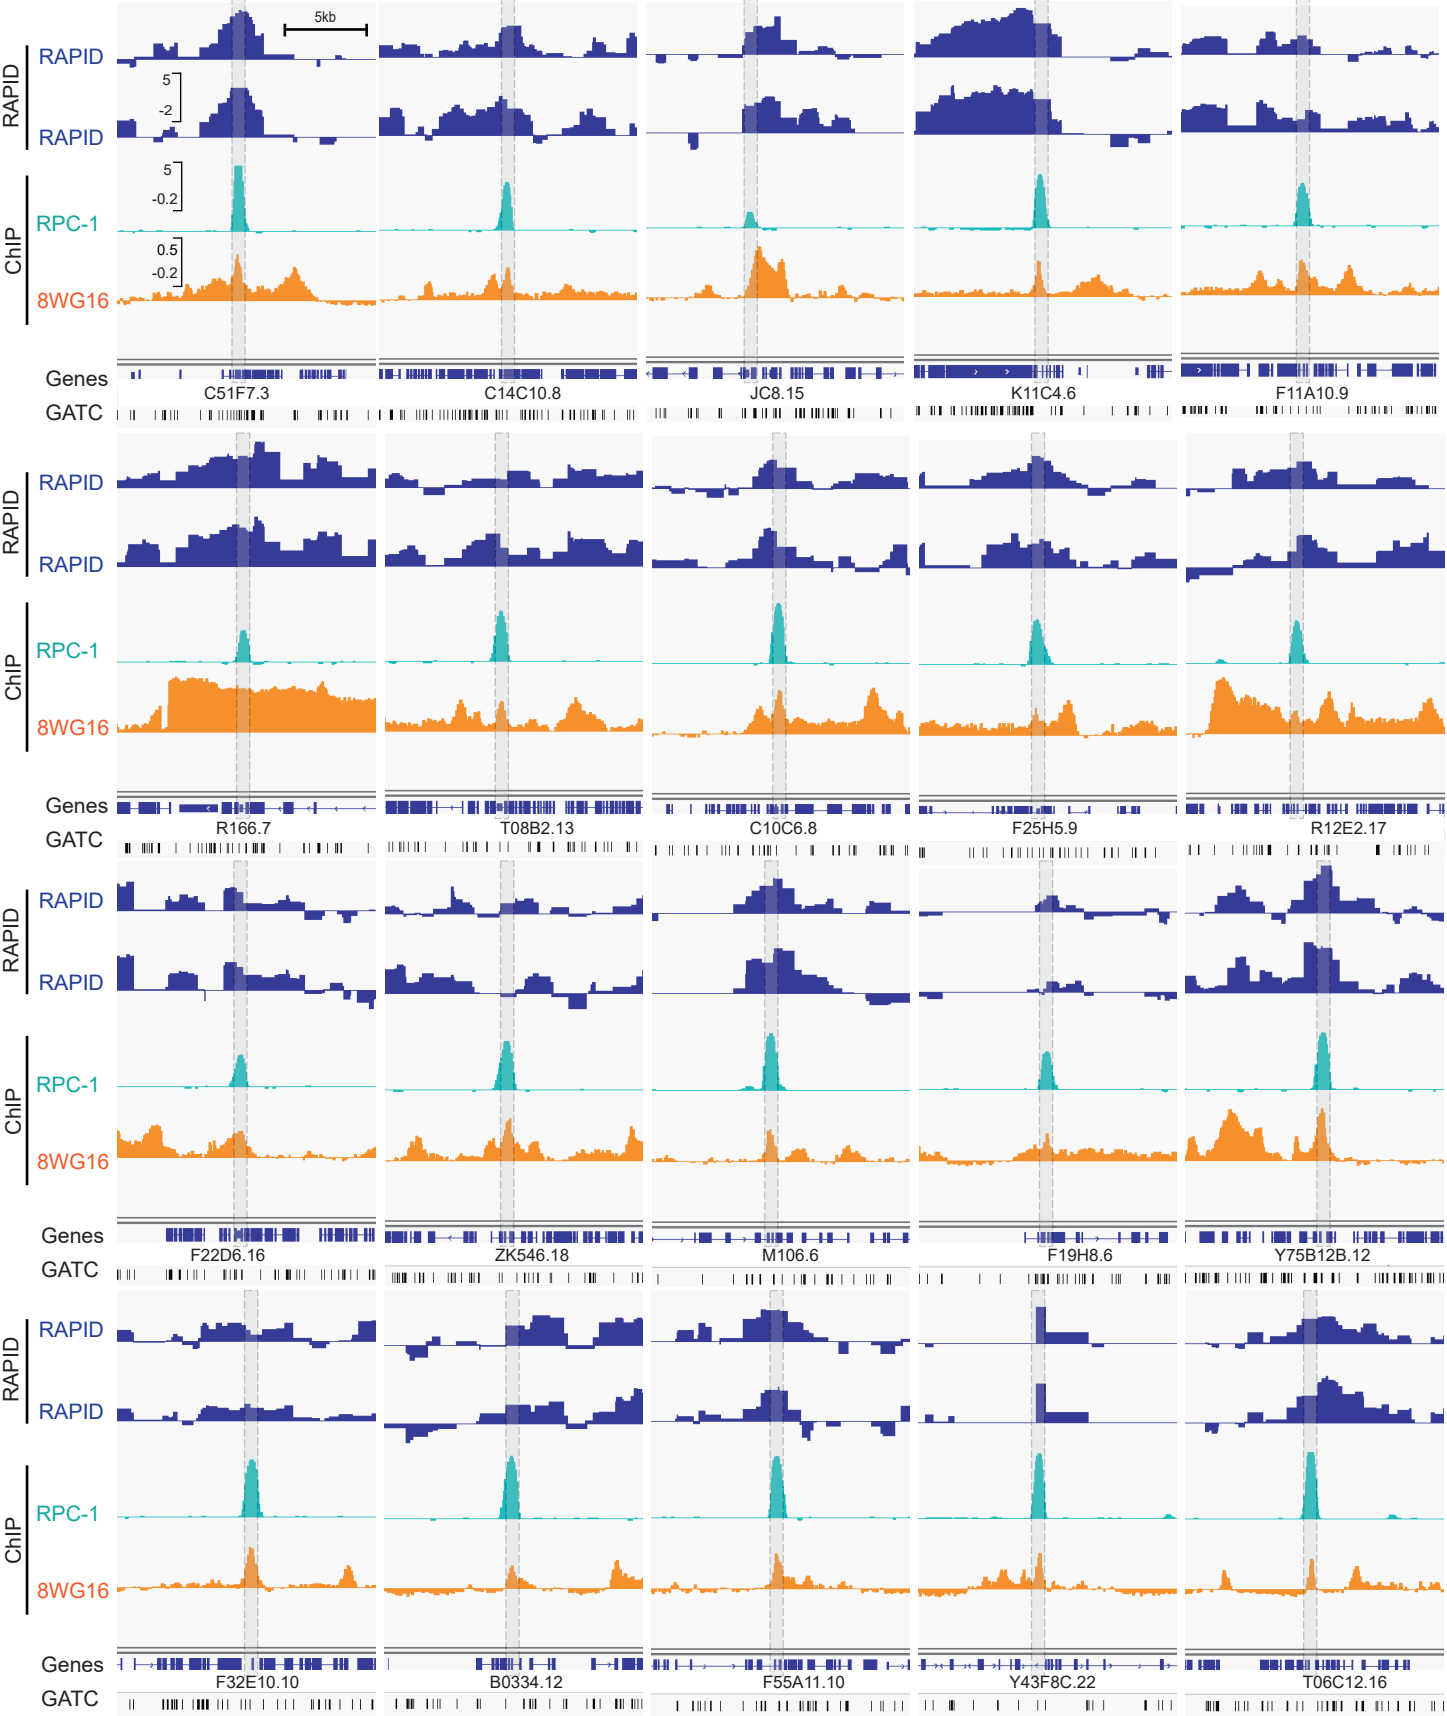 5kb
RAPID
RAPID
RAPID
5
-2
5
-0.2
ChIP
RPC-1
0.5
-0.2
8WG16
Genes
C51F7.3 C14C10.8 JC8.15 K11C4.6 F11A10.9
GATC
RAPID
RAPID
RAPID
ChIP
RPC-1
8WG16
Genes
R166.7 T08B2.13 C10C6.8 F25H5.9 R12E2.17
GATC
RAPID
RAPID
RAPID
ChIP
RPC-1
8WG16
Genes
F22D6.16 ZK546.18 M106.6 F19H8.6 Y75B12B.12
GATC
RAPID
RAPID
RAPID
ChIP
RPC-1
8WG16
Genes
F32E10.10 B0334.12 F55A11.10 Y43F8C.22 T06C12.16
GATC